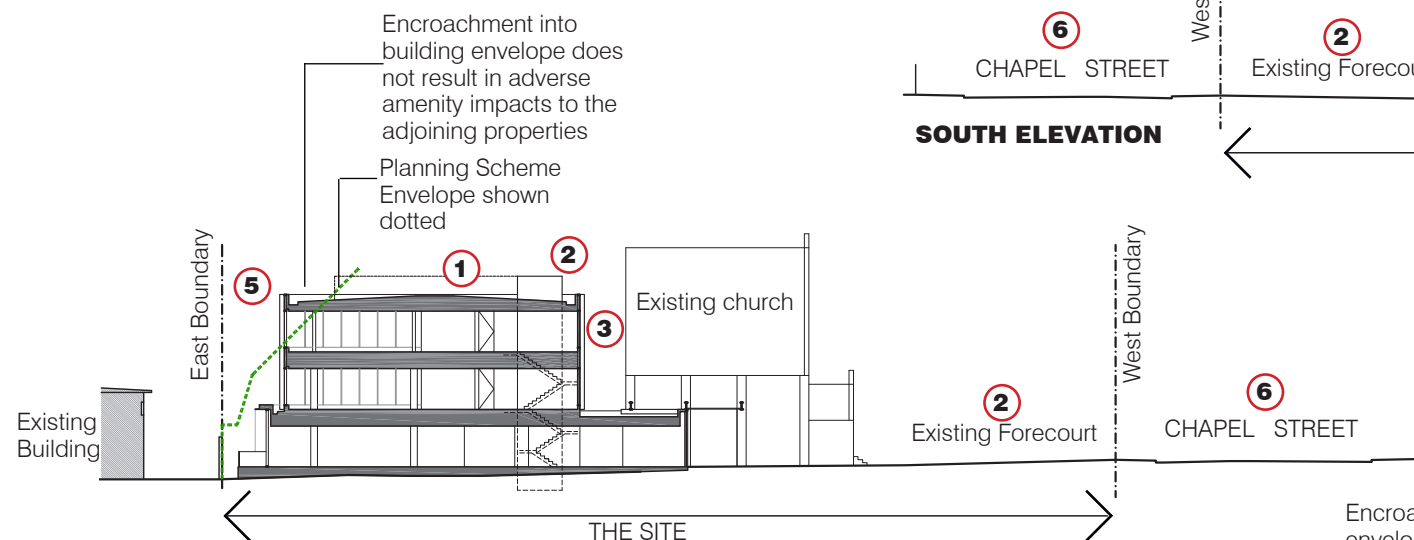 Encroachment into
building envelope does
not result in adverse
amenity impacts to the
adjoining properties
Planning Scheme
Envelope shown
dotted
East Boundary
5
1
2
3
Existing church
Existing
Building
2
Existing Forecourt
West Boundary
6
CHAPEL STREET
THE SITE
6
CHAPEL STREET
2
SOUTH ELEVATION
Existing